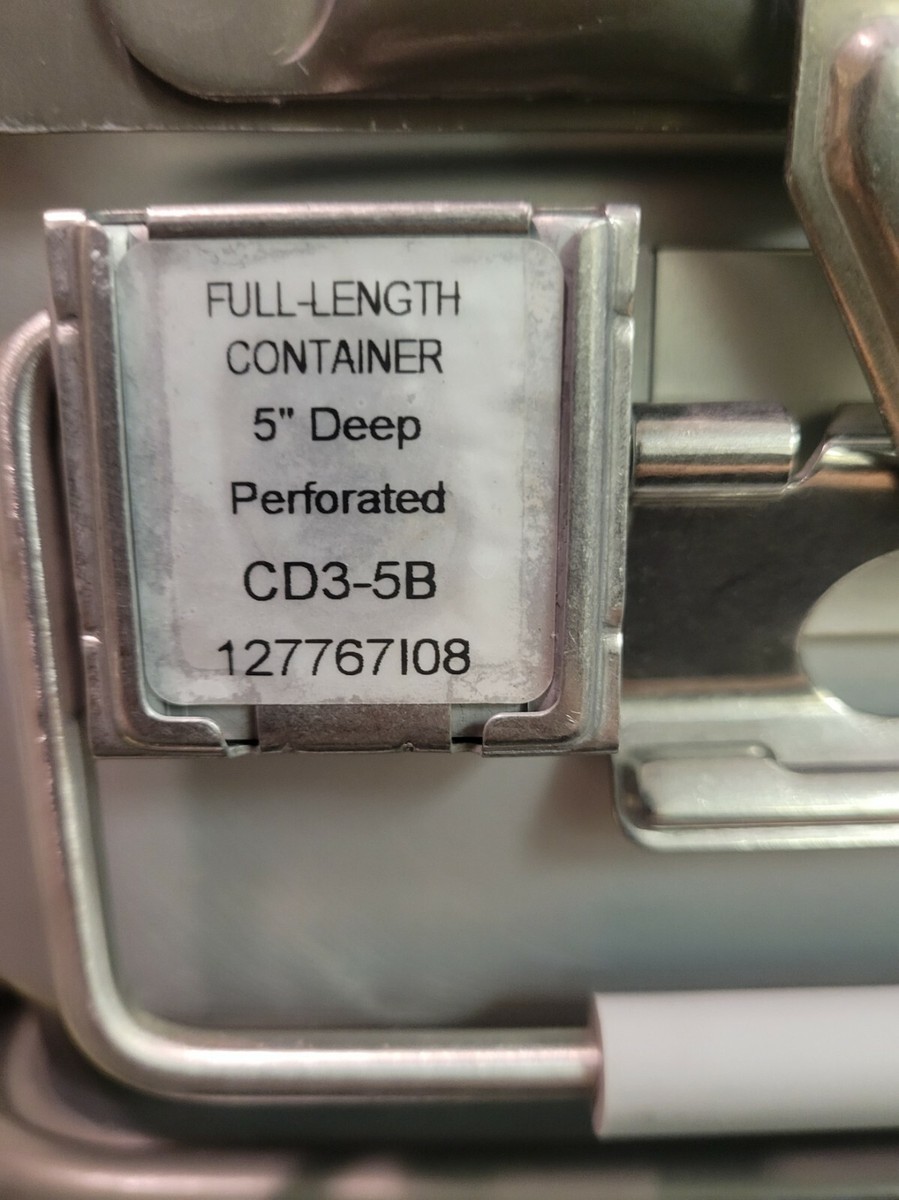 FULL-LENGTH
CONTAINER
5" Deep
Perforated
CD3-5B
127767I08